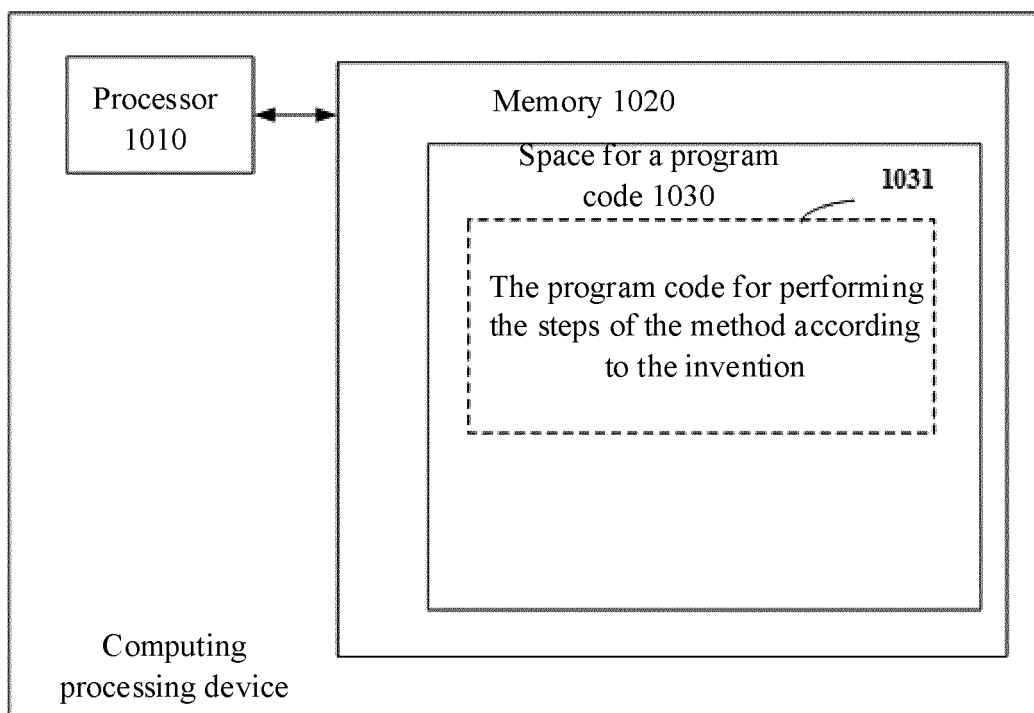 Processor
1010
Memory 1020
Space for a program
code 1030
1031
The program code for performing
the steps of the method according
to the invention
Computing
processing device